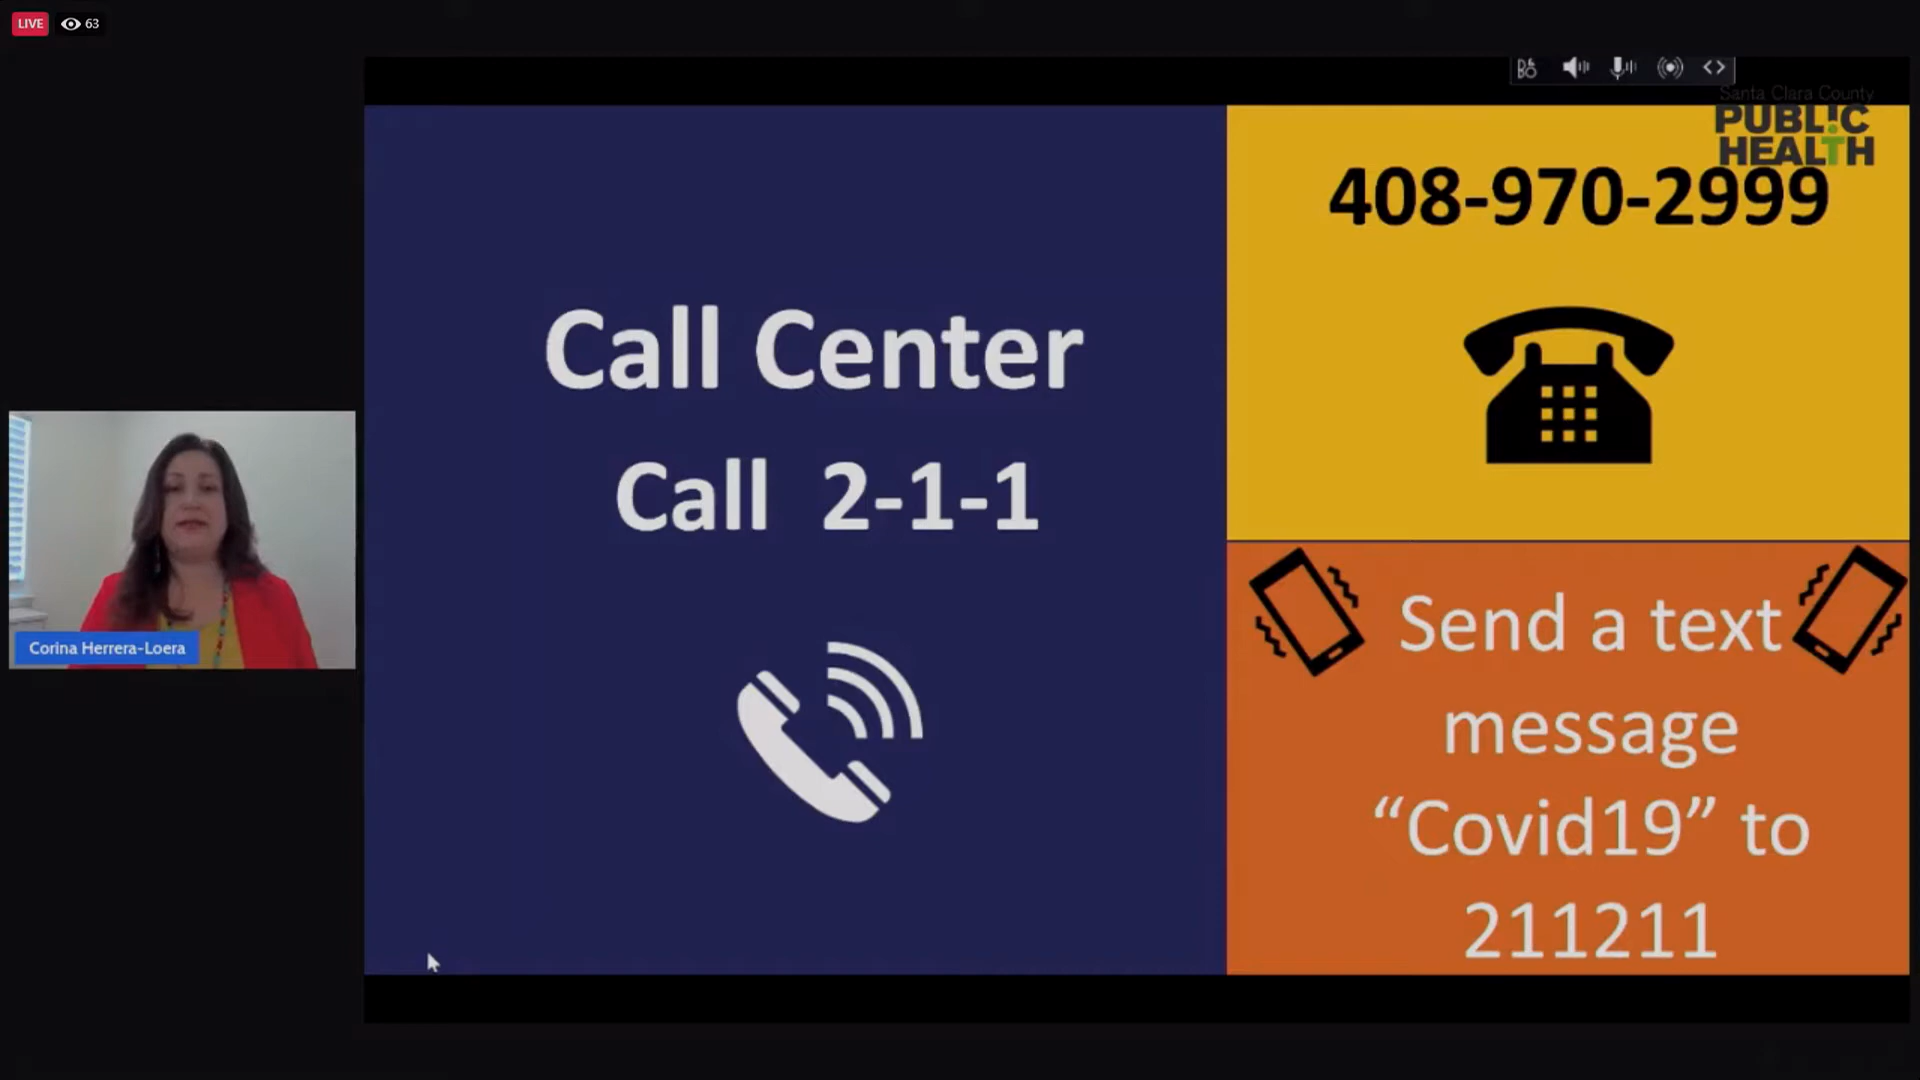 LIVE 63
Santa Clara County
PUBLIC
HEALTH
408-970-2999
Call Center
Call 2-1-1
Send a text
message
“Covid19” to
211211
Corina Herrera-Loera